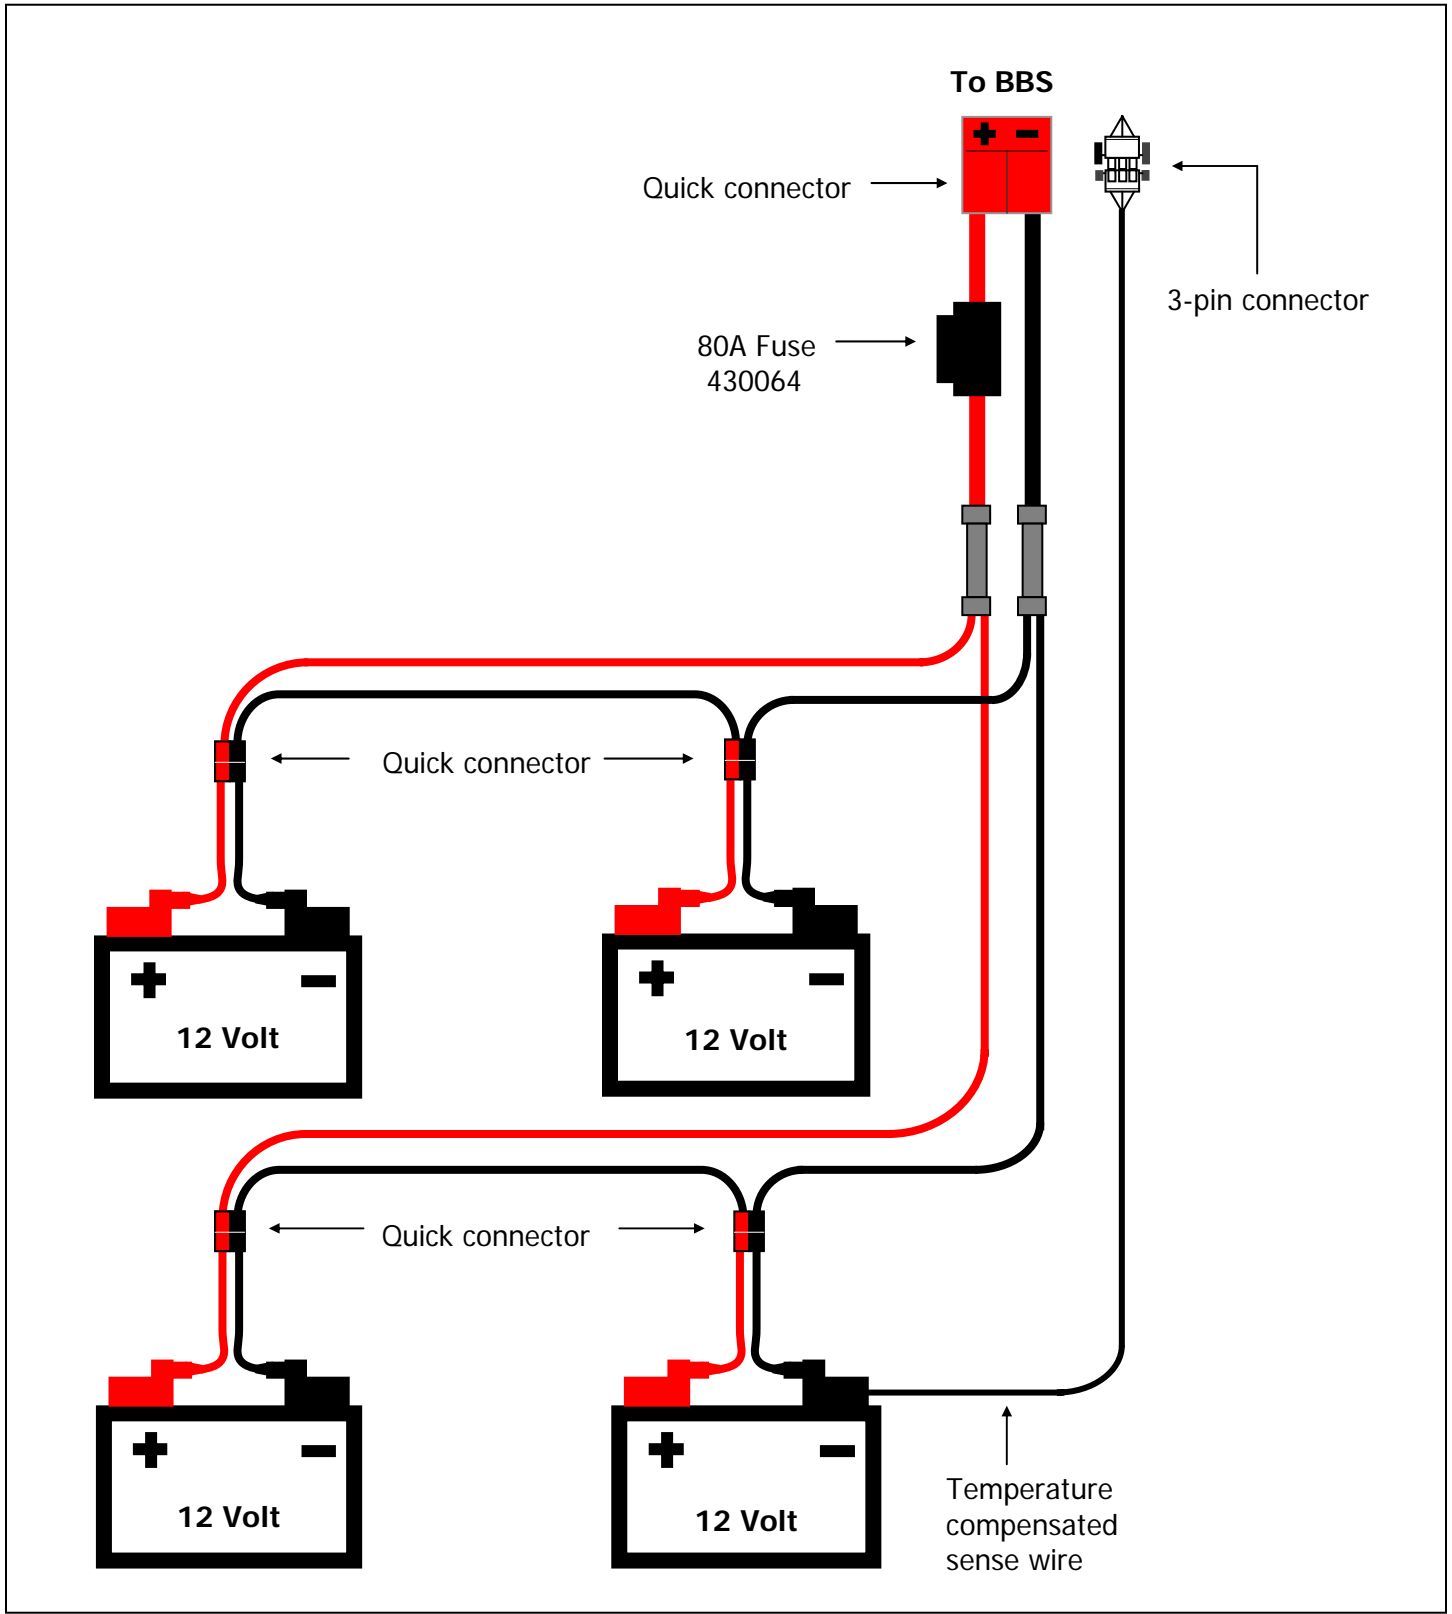 To BBS
+ −
Quick connector
3-pin connector
80A Fuse
430064
Quick connector
+ −
12 Volt
+ −
12 Volt
Quick connector
+ −
12 Volt
+ −
12 Volt
Temperature
compensated
sense wire